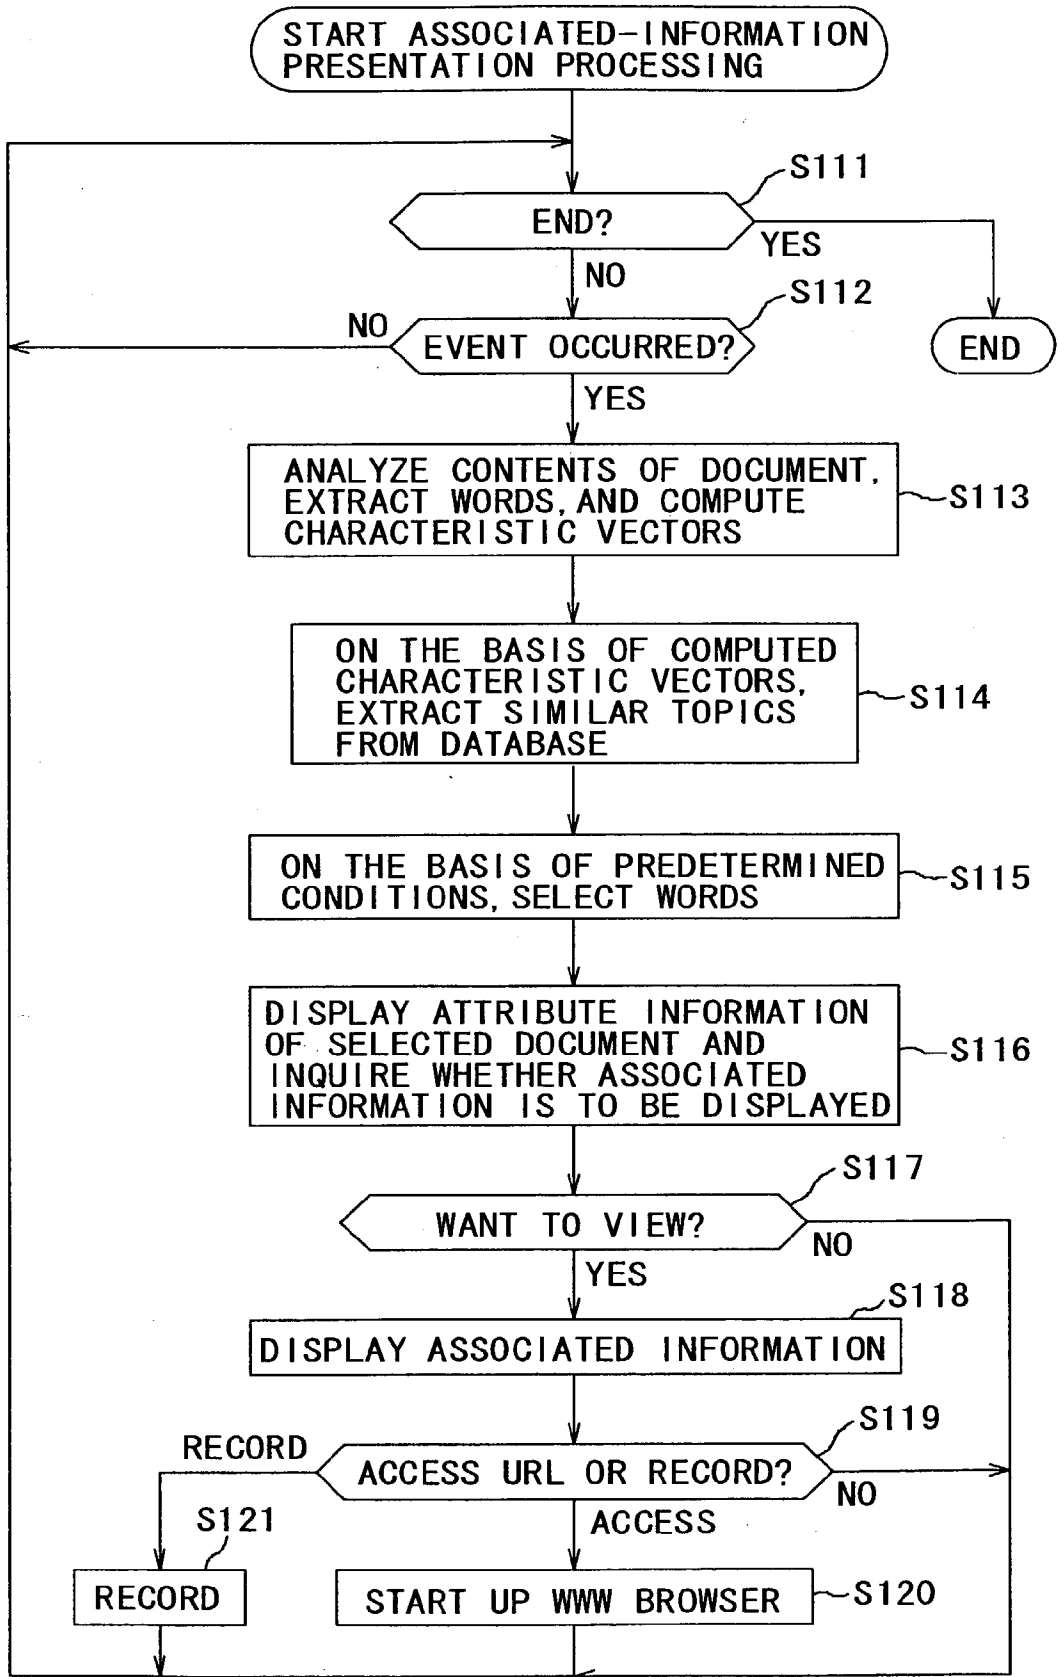 START ASSOCIATED-INFORMATION
PRESENTATION PROCESSING
S111
END?
YES
NO
S112
NO
EVENT OCCURRED?
END
YES
ANALYZE CONTENTS OF DOCUMENT,
EXTRACT WORDS, AND COMPUTE
CHARACTERISTIC VECTORS
S113
ON THE BASIS OF COMPUTED
CHARACTERISTIC VECTORS,
EXTRACT SIMILAR TOPICS
FROM DATABASE
S114
ON THE BASIS OF PREDETERMINED
CONDITIONS, SELECT WORDS
S115
DISPLAY ATTRIBUTE INFORMATION
OF SELECTED DOCUMENT AND
INQUIRE WHETHER ASSOCIATED
INFORMATION IS TO BE DISPLAYED
S116
S117
WANT TO VIEW?
NO
YES
S118
DISPLAY ASSOCIATED INFORMATION
S119
RECORD
ACCESS URL OR RECORD?
NO
ACCESS
S121
RECORD
START UP WWW BROWSER
S120